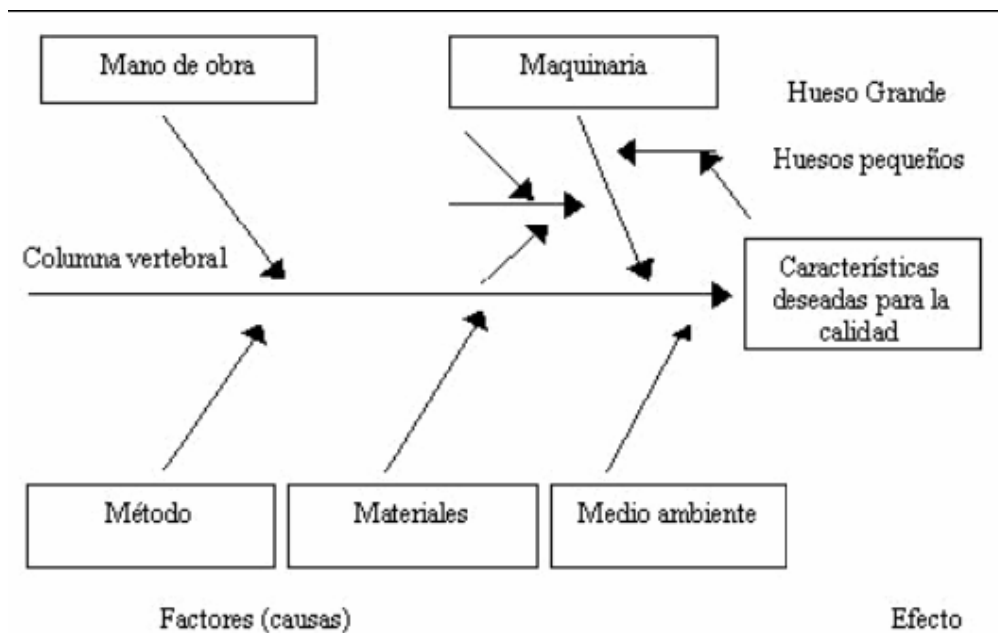 Mano de obra
Maquinaria
Hueso Grande
Huesos pequeños
Columna vertebral
Características
deseadas para la
calidad
Método
Materiales
Medio ambiente
Factores (causas)
Efecto